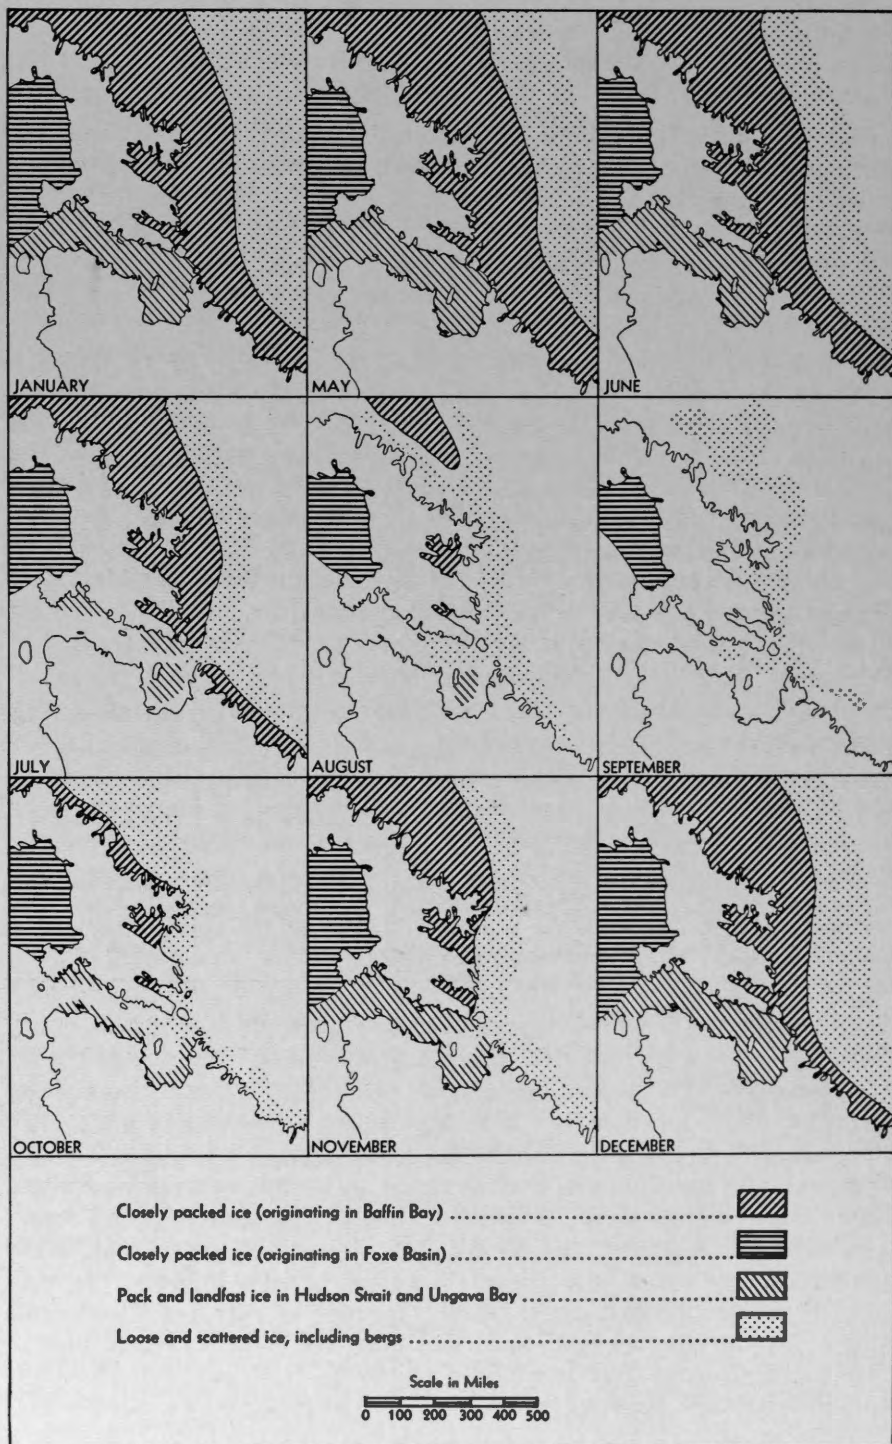 JANUARY
MAY
JUNE
JULY
AUGUST
SEPTEMBER
OCTOBER
NOVEMBER
DECEMBER
Closely packed ice (originating in Baffin Bay)
Closely packed ice (originating in Foxe Basin)
Pack and landfast ice in Hudson Strait and Ungava Bay
Loose and scattered ice, including bergs
Scale in Miles
0 100 200 300 400 500